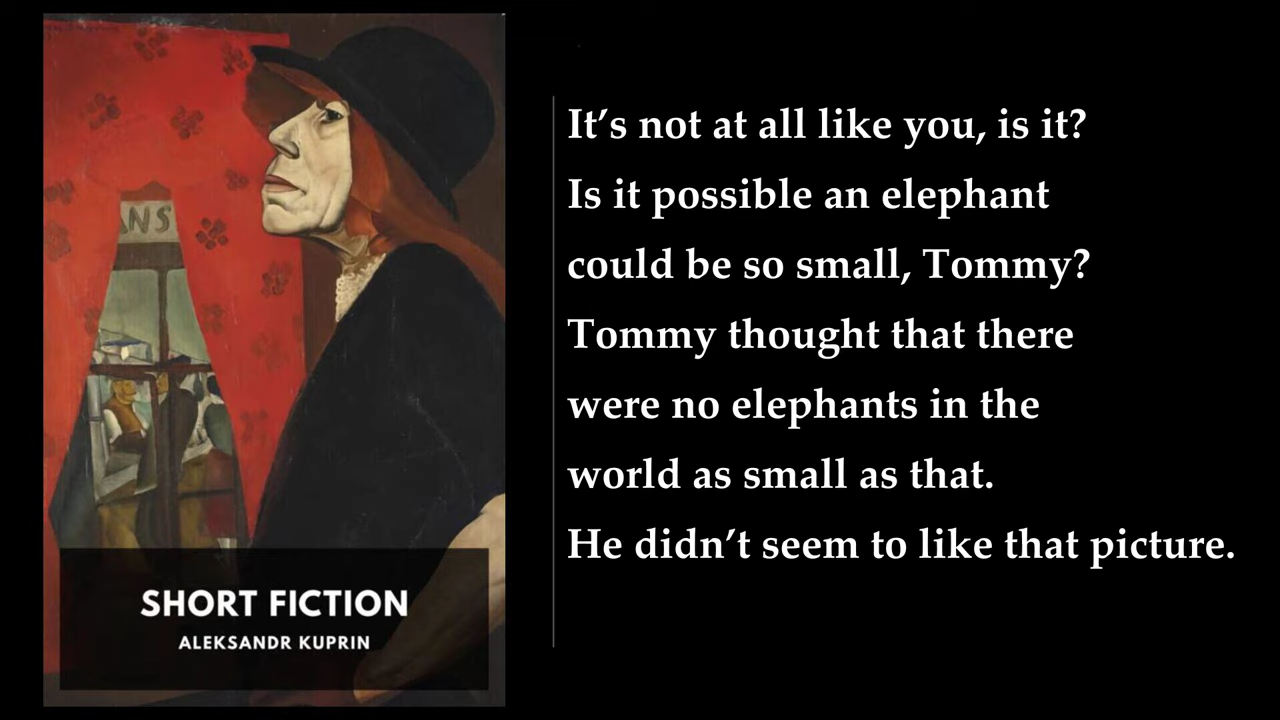 NS
SHORT FICTION
ALEKSANDR KUPRIN
It’s not at all like you, is it?
Is it possible an elephant
could be so small, Tommy?
Tommy thought that there
were no elephants in the
world as small as that.
He didn’t seem to like that picture.